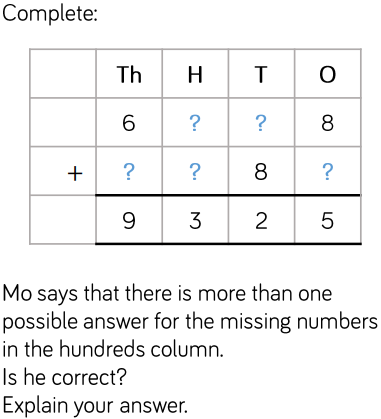 Complete:
Th H T O
6 ? ? 8
+ ? ? 8 ?
9 3 2 5
Mo says that there is more than one
possible answer for the missing numbers
in the hundreds column.
Is he correct?
Explain your answer.